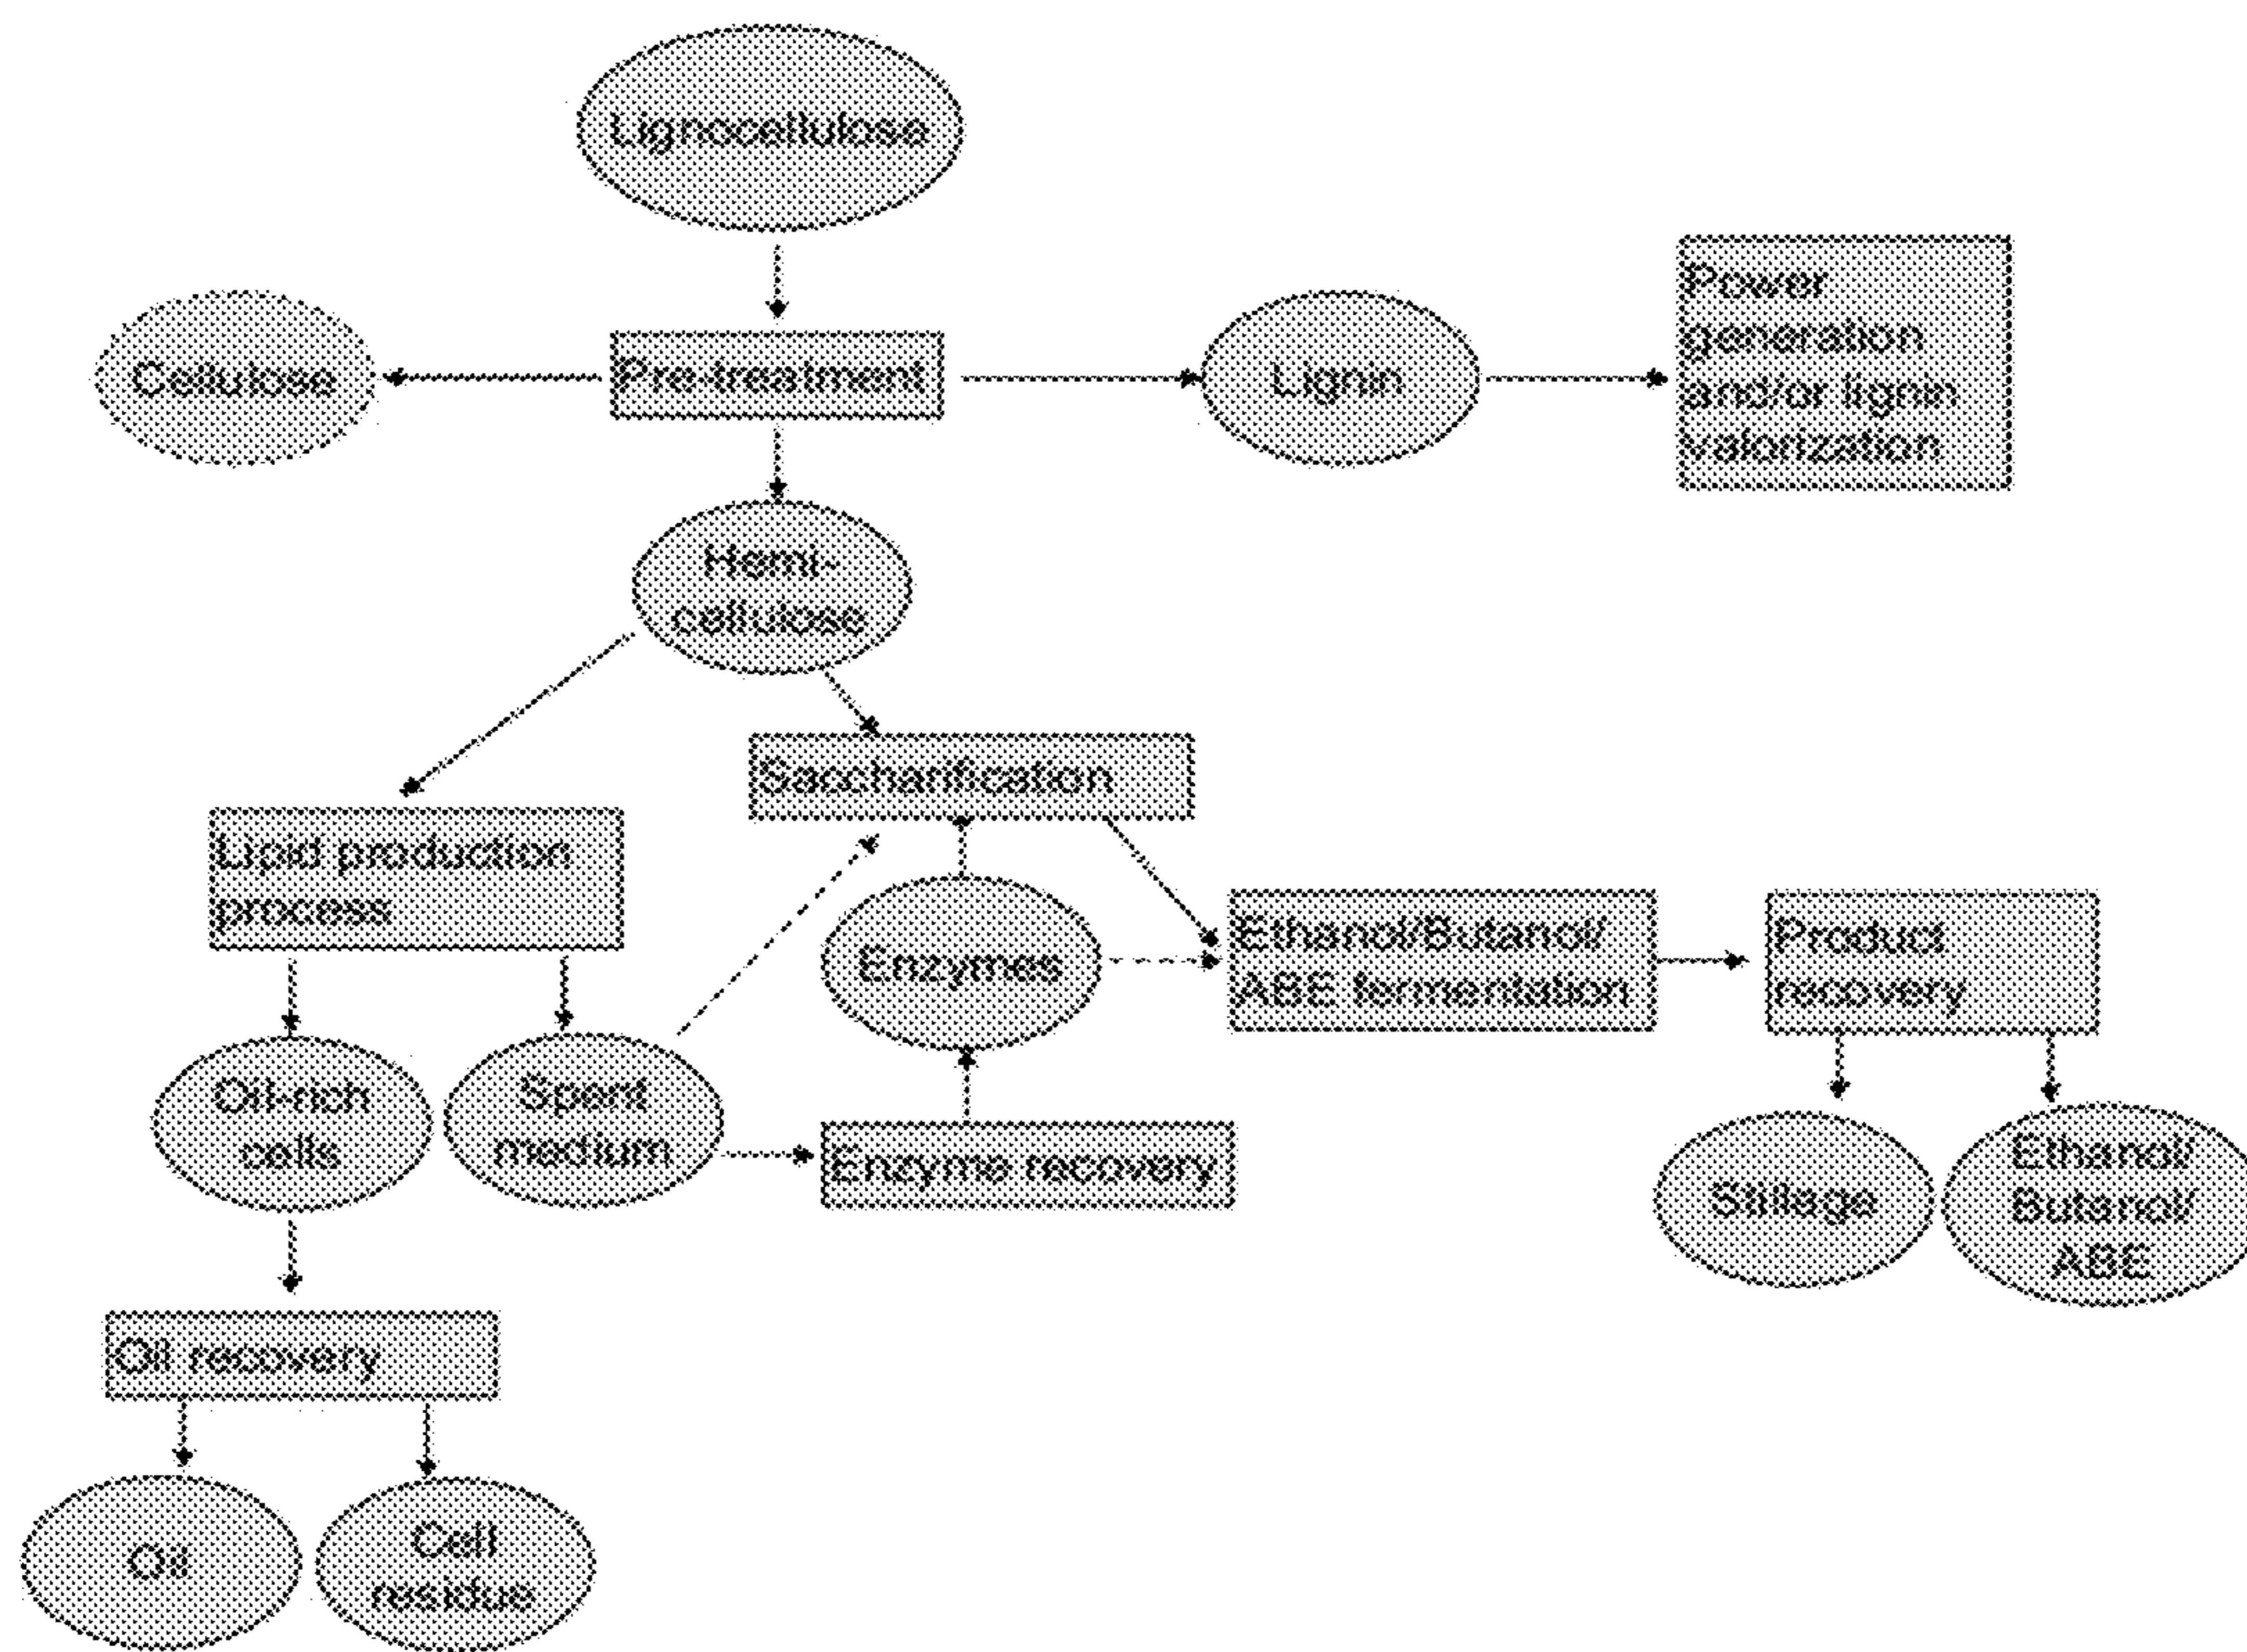 Lignocellulose
Cellulose
Pre-treatment
Lignin
Power
generation
and/or lignin
valorization
Hemi-
cellulose
Saccharification
Lipid production
process
Enzymes
Ethanol/Butanol/
ABE fermentation
Product
recovery
Oil-rich
cells
Spent
medium
Enzyme recovery
Stillage
Ethanol/
Butanol/
ABE
Oil recovery
Oil
Cell
residue